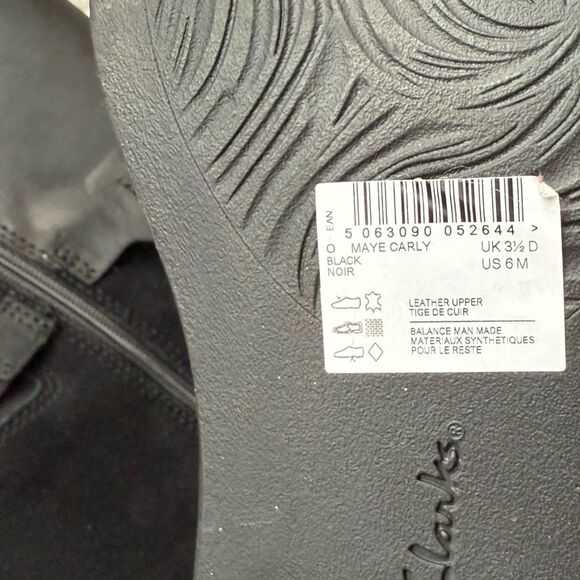 EAN
5 063090 052644 >
O MAYE CARLY UK 3½ D
BLACK US 6 M
NOIR
LEATHER UPPER
TIGE DE CUIR
BALANCE MAN MADE
MATERIAUX SYNTHETIQUES
POUR LE RESTE
Clarks®